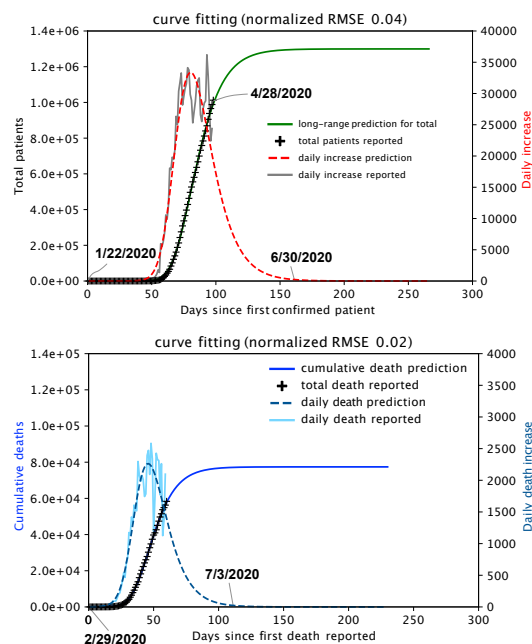 curve fitting (normalized RMSE 0.04)
1.4e+06
1.2e+06
1.0e+06
8.0e+05
6.0e+05
4.0e+05
2.0e+05
0.0e+00
Total patients
40000
35000
30000
25000
20000
15000
10000
5000
0
Daily increase
4/28/2020
long-range prediction for total
total patients reported
daily increase prediction
daily increase reported
1/22/2020
6/30/2020
0 50 100 150 200 250 300
Days since first confirmed patient
curve fitting (normalized RMSE 0.02)
1.4e+05
1.2e+05
1.0e+05
8.0e+04
6.0e+04
4.0e+04
2.0e+04
0.0e+00
Cumulative deaths
4000
3500
3000
2500
2000
1500
1000
500
0
Daily death increase
cumulative death prediction
total death reported
daily death prediction
daily death reported
7/3/2020
0 50 100 150 200 250 300
2/29/2020
Days since first death reported